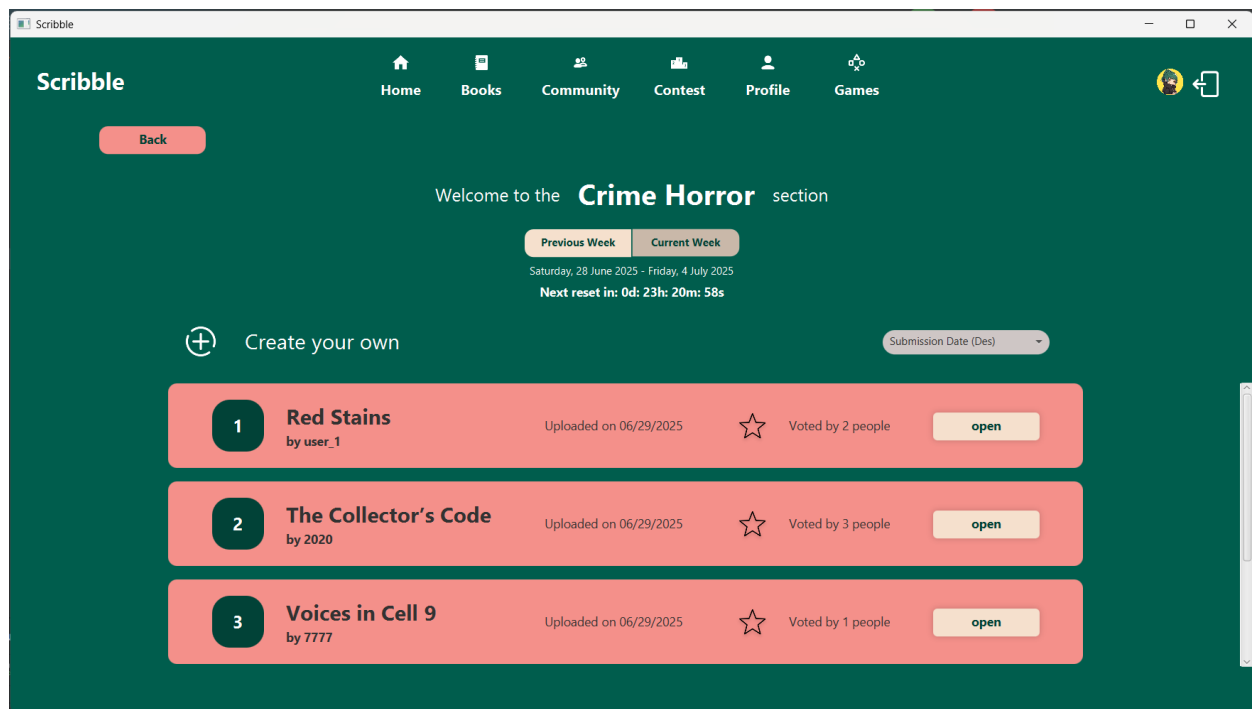 Scribble
Scribble
Home Books Community Contest Profile Games
Back
Welcome to the Crime Horror section
Previous Week Current Week
Saturday, 28 June 2025 - Friday, 4 July 2025
Next reset in: 0d: 23h: 20m: 58s
Create your own
Submission Date (Des)
1 Red Stains Uploaded on 06/29/2025 Voted by 2 people open
by user_1
2 The Collector’s Code Uploaded on 06/29/2025 Voted by 3 people open
by 2020
3 Voices in Cell 9 Uploaded on 06/29/2025 Voted by 1 people open
by 7777